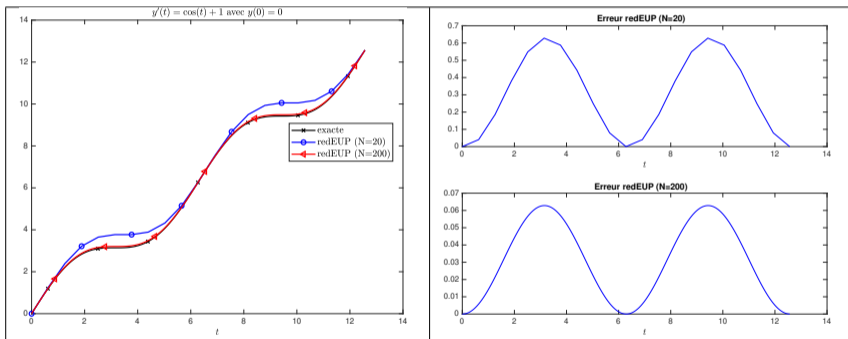 y′(t) = cos(t) + 1 avec y(0) = 0
14
12
10
8
6
4
2
0
exacte
redEUP (N=20)
redEUP (N=200)
0 2 4 6 8 10 12 14
t
Erreur redEUP (N=20)
0.7
0.6
0.5
0.4
0.3
0.2
0.1
0
0 2 4 6 8 10 12 14
t
Erreur redEUP (N=200)
0.07
0.06
0.05
0.04
0.03
0.02
0.01
0
0 2 4 6 8 10 12 14
t